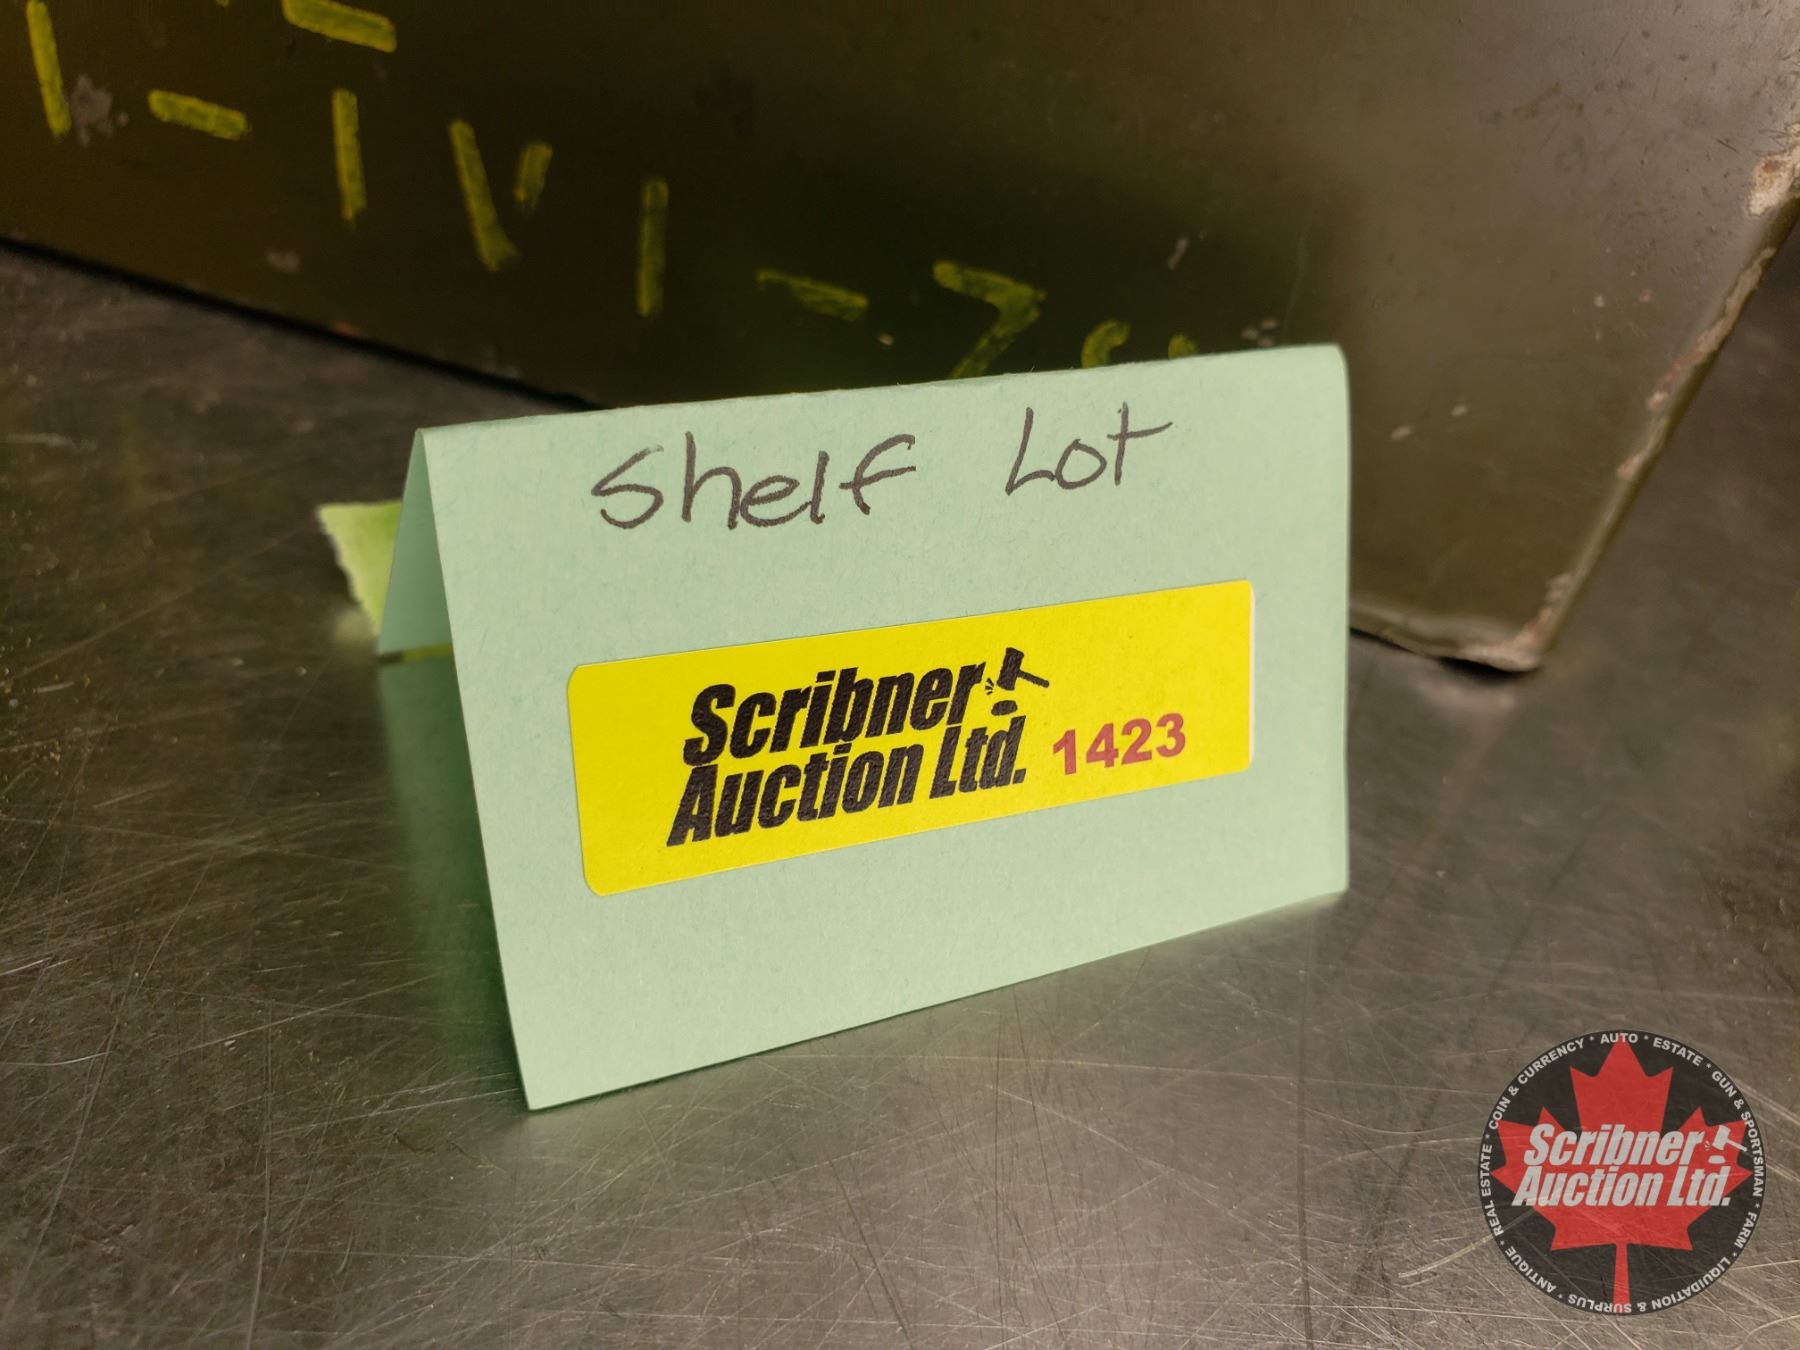 Shelf Lot
Scribner
Auction Ltd. 1423
COIN & CURRENCY * AUTO * ESTATE * GUN & SPORTSMAN * FARM * LIQUIDATION & SURPLUS * ANTIQUE * REAL ESTATE *
Scribner
Auction Ltd.